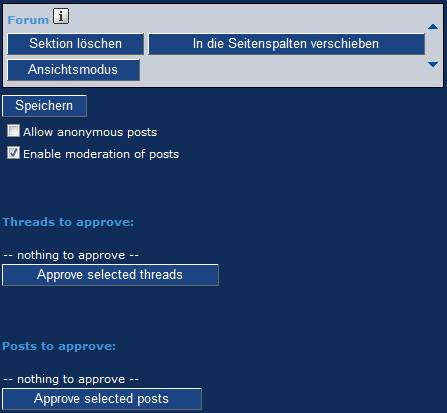 Forum i
Sektion löschen In die Seitenspalten verschieben
Ansichtsmodus
Speichern
Allow anonymous posts
Enable moderation of posts
Threads to approve:
-- nothing to approve --
Approve selected threads
Posts to approve:
-- nothing to approve --
Approve selected posts